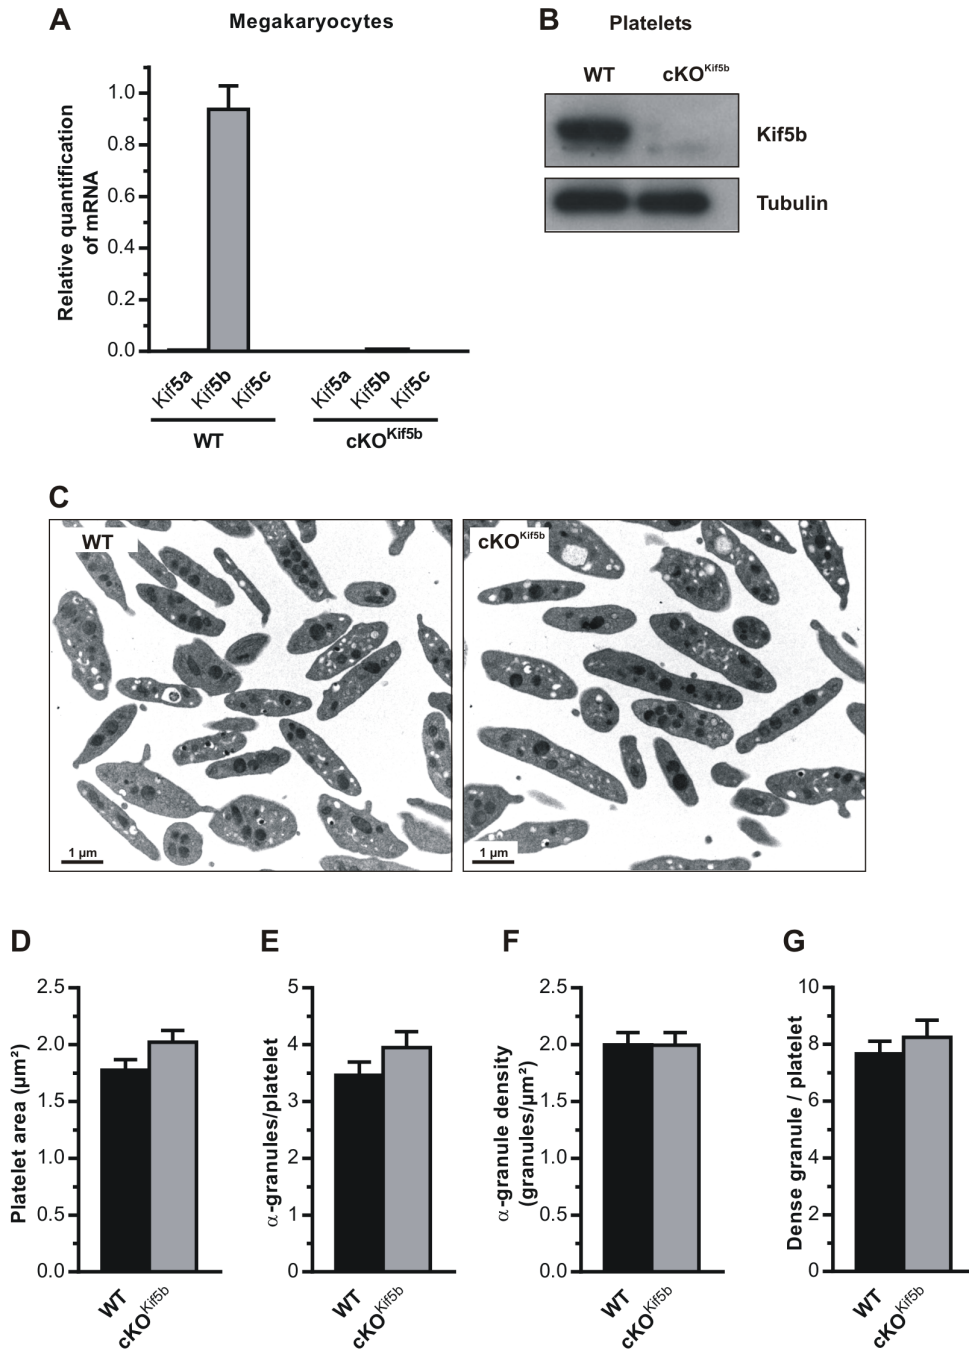 A
Megakaryocytes
Relative quantification
of mRNA
1.0
0.8
0.6
0.4
0.2
0.0
Kif5a
Kif5b
Kif5c
Kif5a
Kif5b
Kif5c
WT
cKOKif5b
B
Platelets
WT
cKOKif5b
Kif5b
Tubulin
C
WT
1 µm
cKOKif5b
1 µm
D
Platelet area (µm²)
2.5
2.0
1.5
1.0
0.5
0.0
WT
cKOKif5b
E
α-granules/platelet
5
4
3
2
1
0
WT
cKOKif5b
F
α-granule density
(granules/µm²)
2.5
2.0
1.5
1.0
0.5
0.0
WT
cKOKif5b
G
Dense granule / platelet
10
8
6
4
2
0
WT
cKOKif5b